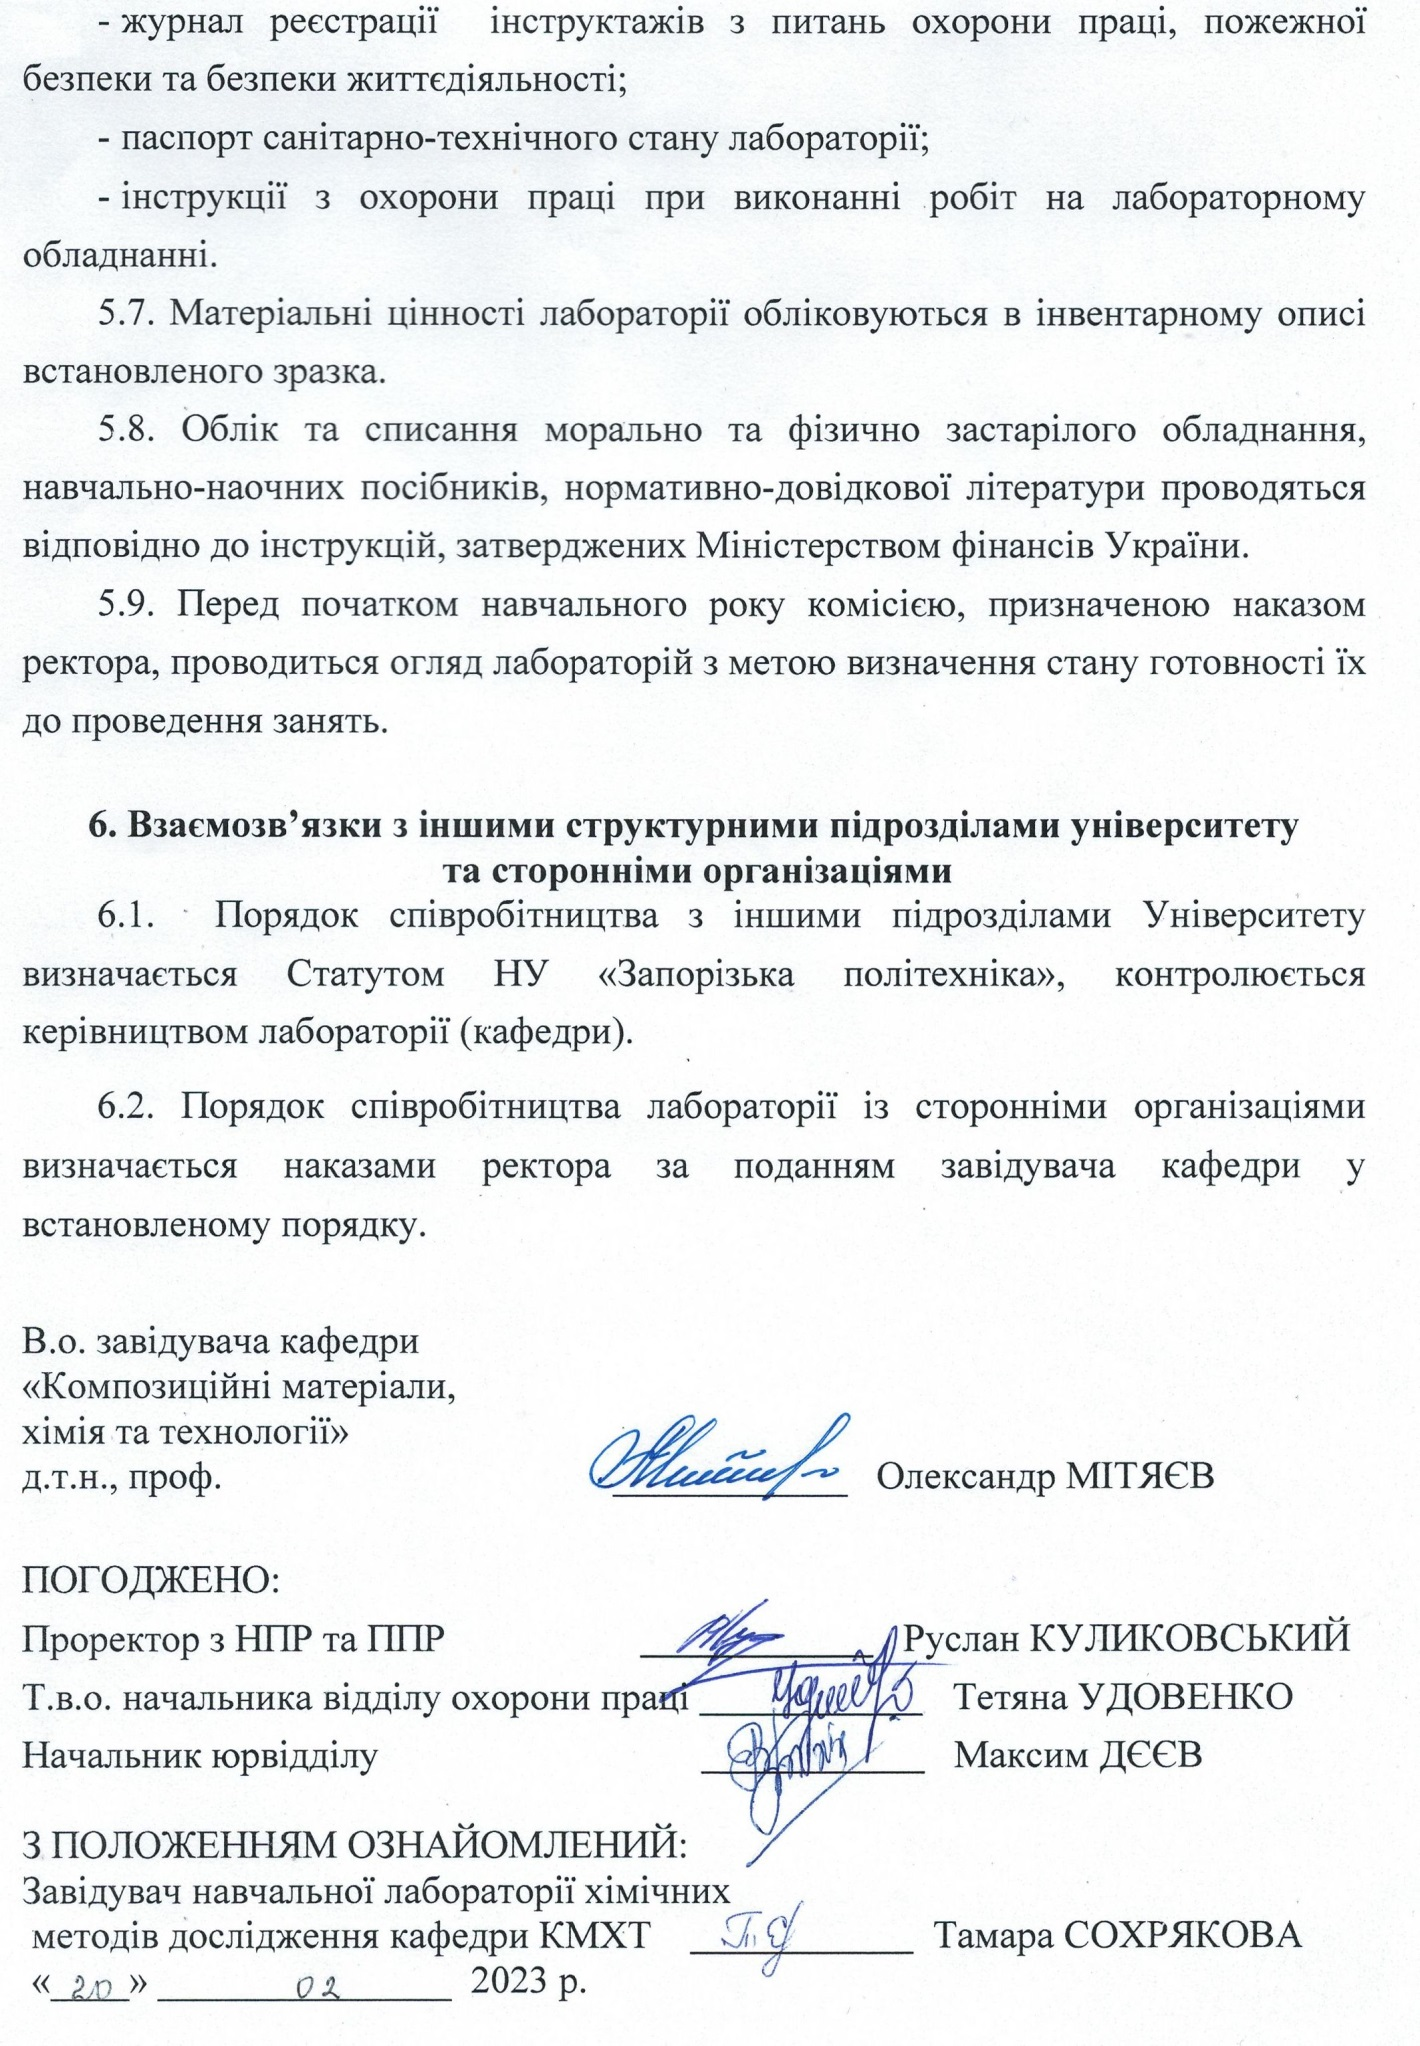 - журнал реєстрації інструктажів з питань охорони праці, пожежної
безпеки та безпеки життєдіяльності;
- паспорт санітарно-технічного стану лабораторії;
- інструкції з охорони праці при виконанні робіт на лабораторному
обладнанні.
5.7. Матеріальні цінності лабораторії обліковуються в інвентарному описі
встановленого зразка.
5.8. Облік та списання морально та фізично застарілого обладнання,
навчально-наочних посібників, нормативно-довідкової літератури проводяться
відповідно до інструкцій, затверджених Міністерством фінансів України.
5.9. Перед початком навчального року комісією, призначеною наказом
ректора, проводиться огляд лабораторій з метою визначення стану готовності їх
до проведення занять.
6. Взаємозв’язки з іншими структурними підрозділами університету
та сторонніми організаціями
6.1. Порядок співробітництва з іншими підрозділами Університету
визначається Статутом НУ «Запорізька політехніка», контролюється
керівництвом лабораторії (кафедри).
6.2. Порядок співробітництва лабораторії із сторонніми організаціями
визначається наказами ректора за поданням завідувача кафедри у
встановленому порядку.
В.о. завідувача кафедри
«Композиційні матеріали,
хімія та технології»
д.т.н., проф. Олександр МІТЯЄВ
ПОГОДЖЕНО:
Проректор з НПР та ППР Руслан КУЛИКОВСЬКИЙ
Т.в.о. начальника відділу охорони праці Тетяна УДОВЕНКО
Начальник юрвідділу Максим ДЄЄВ
З ПОЛОЖЕННЯМ ОЗНАЙОМЛЕНИЙ:
Завідувач навчальної лабораторії хімічних
методів дослідження кафедри КМХТ Тамара СОХРЯКОВА
«20» 02 2023 р.